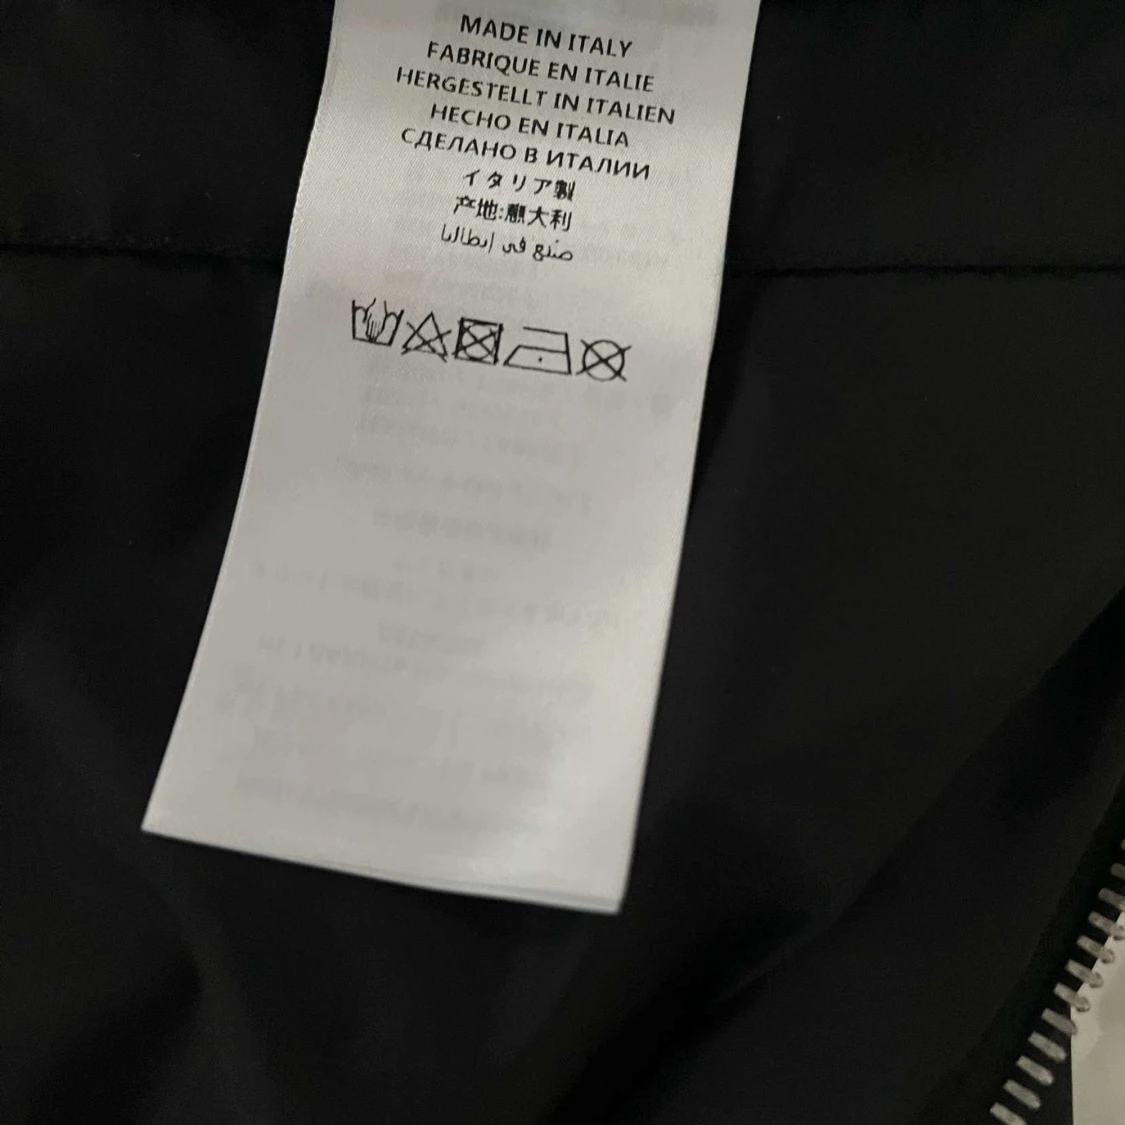 MADE IN ITALY
FABRIQUE EN ITALIE
HERGESTELLT IN ITALIEN
HECHO EN ITALIA
СДЕЛАНО В ИТАЛИИ
イタリア製
产地:意大利
صنع في إيطاليا